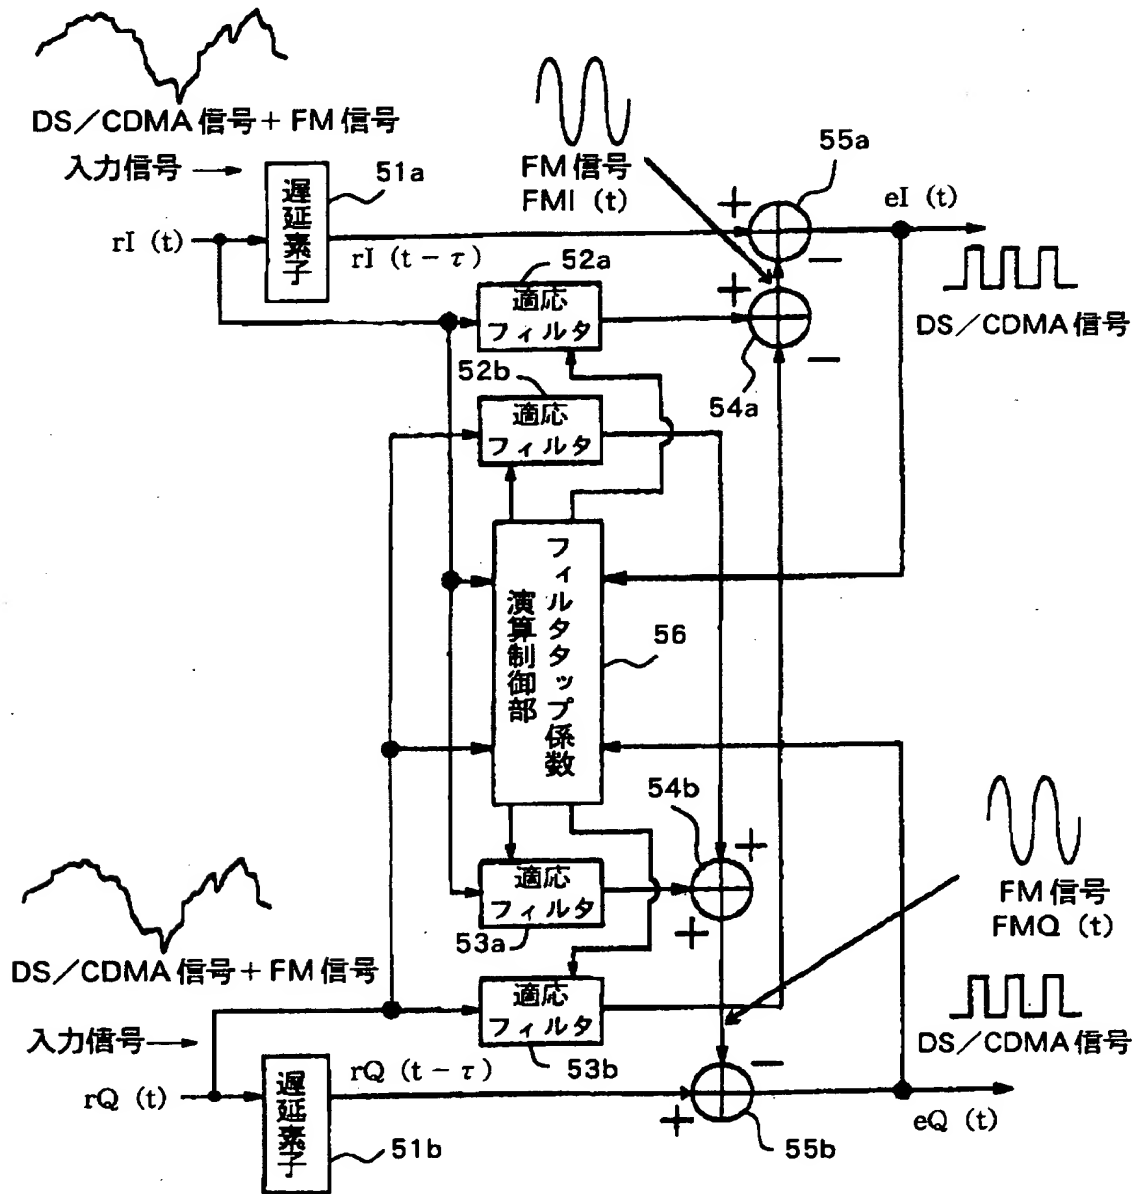 DS／CDMA 信号＋FM 信号
入力信号
遅延素子
51a
rI (t)
rI (t－τ)
FM 信号
FMI (t)
＋
55a
－
eI (t)
DS／CDMA 信号
適応
フィルタ
52a
＋
－
54a
52b
適応
フィルタ
フィルタタップ係数
演算制御部
56
54b
＋
＋
適応
フィルタ
53a
DS／CDMA 信号＋FM 信号
FM 信号
FMQ (t)
適応
フィルタ
53b
DS／CDMA 信号
入力信号
rQ (t)
遅延素子
51b
rQ (t－τ)
－
＋
55b
eQ (t)